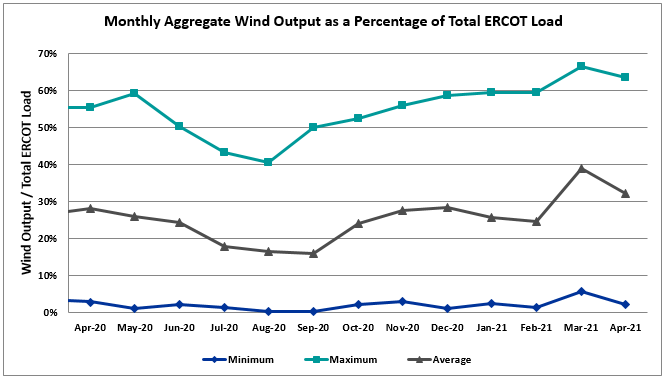 Monthly Aggregate Wind Output as a Percentage of Total ERCOT Load
Wind Output / Total ERCOT Load
70%
60%
50%
40%
30%
20%
10%
0%
Apr-20 May-20 Jun-20 Jul-20 Aug-20 Sep-20 Oct-20 Nov-20 Dec-20 Jan-21 Feb-21 Mar-21 Apr-21
Minimum Maximum Average